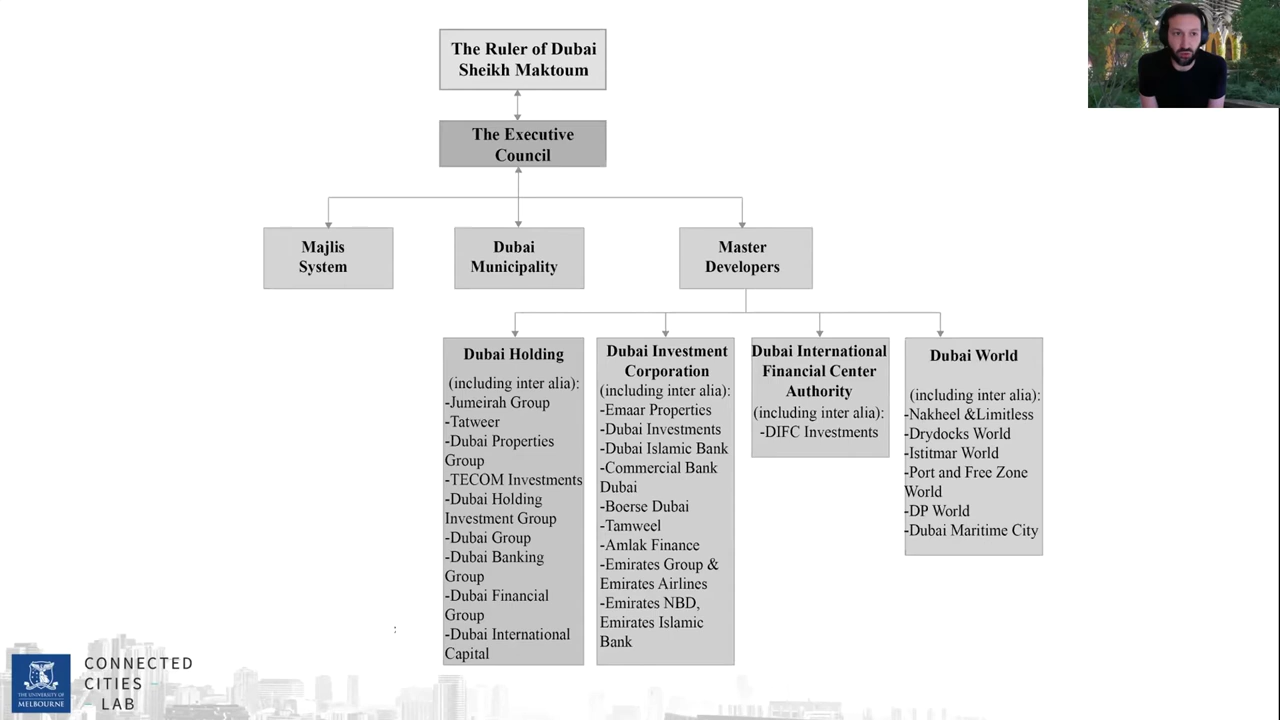 The Ruler of Dubai
Sheikh Maktoum
The Executive
Council
Majlis
System
Dubai
Municipality
Master
Developers
Dubai Holding
(including inter alia):
-Jumeirah Group
-Tatweer
-Dubai Properties
Group
-TECOM Investments
-Dubai Holding
Investment Group
-Dubai Group
-Dubai Banking
Group
-Dubai Financial
Group
-Dubai International
Capital
Dubai Investment
Corporation
(including inter alia):
-Emaar Properties
-Dubai Investments
-Dubai Islamic Bank
-Commercial Bank
Dubai
-Boerse Dubai
-Tamweel
-Amlak Finance
-Emirates Group &
Emirates Airlines
-Emirates NBD,
Emirates Islamic
Bank
Dubai International
Financial Center
Authority
(including inter alia):
-DIFC Investments
Dubai World
(including inter alia):
-Nakheel &Limitless
-Drydocks World
-Istitmar World
-Port and Free Zone
World
-DP World
-Dubai Maritime City
THE UNIVERSITY OF
MELBOURNE
CONNECTED
CITIES –
– LAB